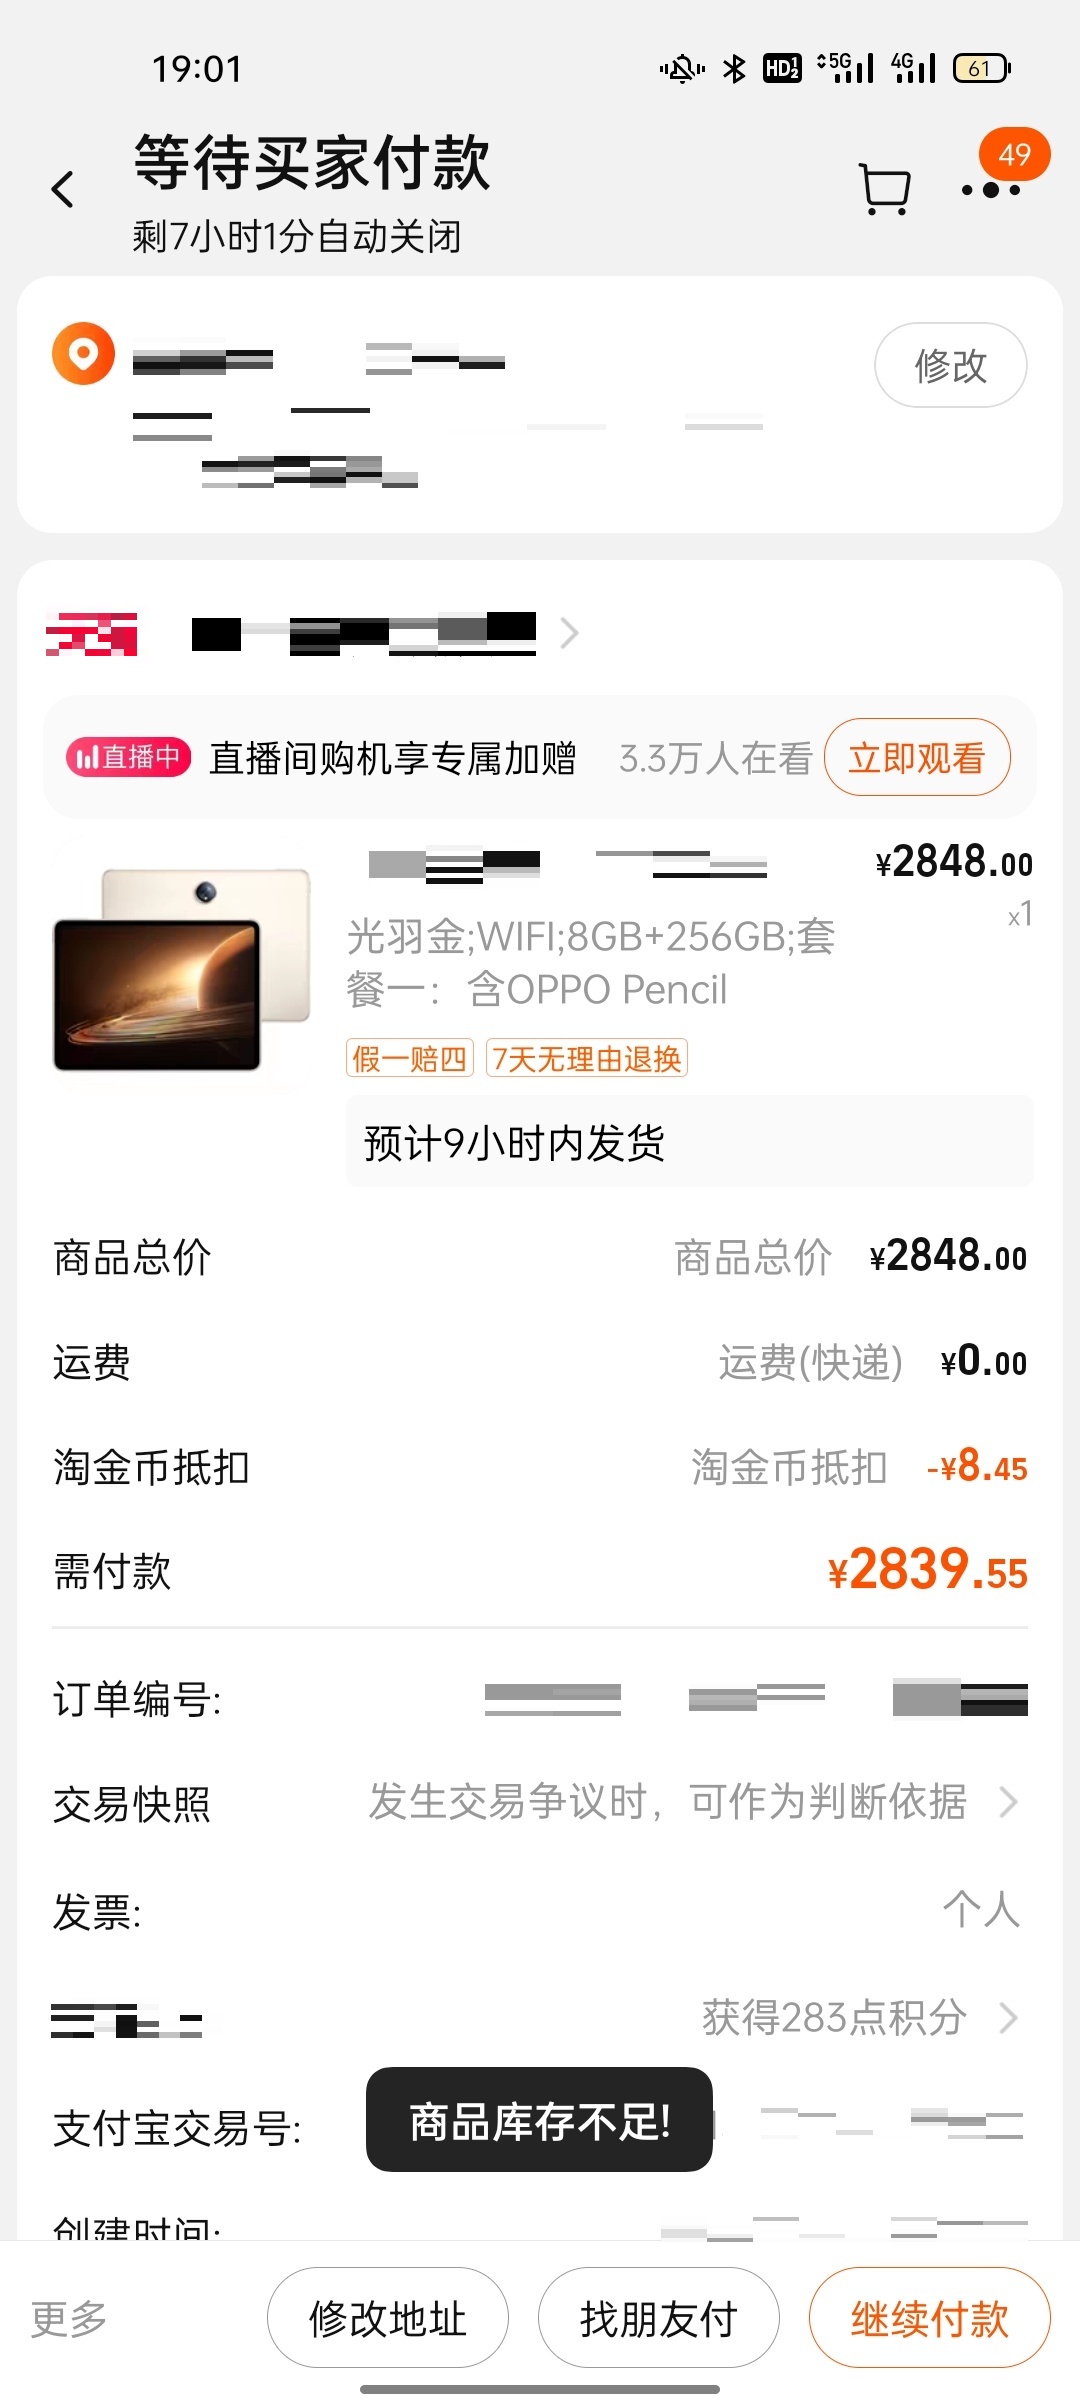 19:01
HD 1 2
5G
4G
61
等待买家付款
49
剩7小时1分自动关闭
修改
直播中 直播间购机享专属加赠 3.3万人在看 立即观看
¥2848.00
x1
光羽金;WIFI;8GB+256GB;套
餐一：含OPPO Pencil
假一赔四 7天无理由退换
预计9小时内发货
商品总价 商品总价 ¥2848.00
运费 运费(快递) ¥0.00
淘金币抵扣 淘金币抵扣 -¥8.45
需付款 ¥2839.55
订单编号:
交易快照 发生交易争议时，可作为判断依据
发票: 个人
获得283点积分
支付宝交易号:
商品库存不足!
创建时间:
更多 修改地址 找朋友付 继续付款